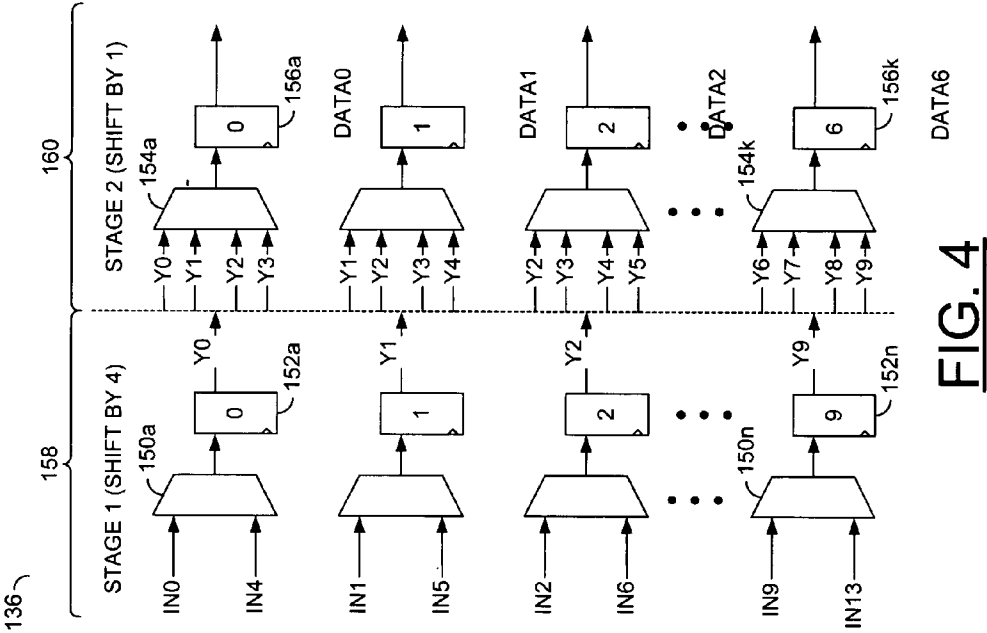 136
158
160
STAGE 1 (SHIFT BY 4)
STAGE 2 (SHIFT BY 1)
150a
154a
IN0
IN4
0
152a
Y0
Y0
Y1
Y2
Y3
0
156a
DATA0
IN1
IN5
1
Y1
Y1
Y2
Y3
Y4
1
DATA1
IN2
IN6
2
Y2
Y2
Y3
Y4
Y5
2
DATA2
150n
154k
IN9
IN13
9
152n
Y9
Y6
Y7
Y8
Y9
6
156k
DATA6
FIG. 4